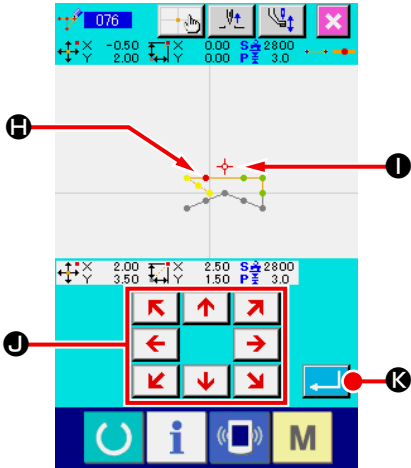 076
X -0.50 X 0.00 S 2800
Y 2.00 Y 0.00 P 3.0
H
I
X 2.00 X 2.50 S 2800
Y 3.50 Y 1.50 P 3.0
J
K
i M